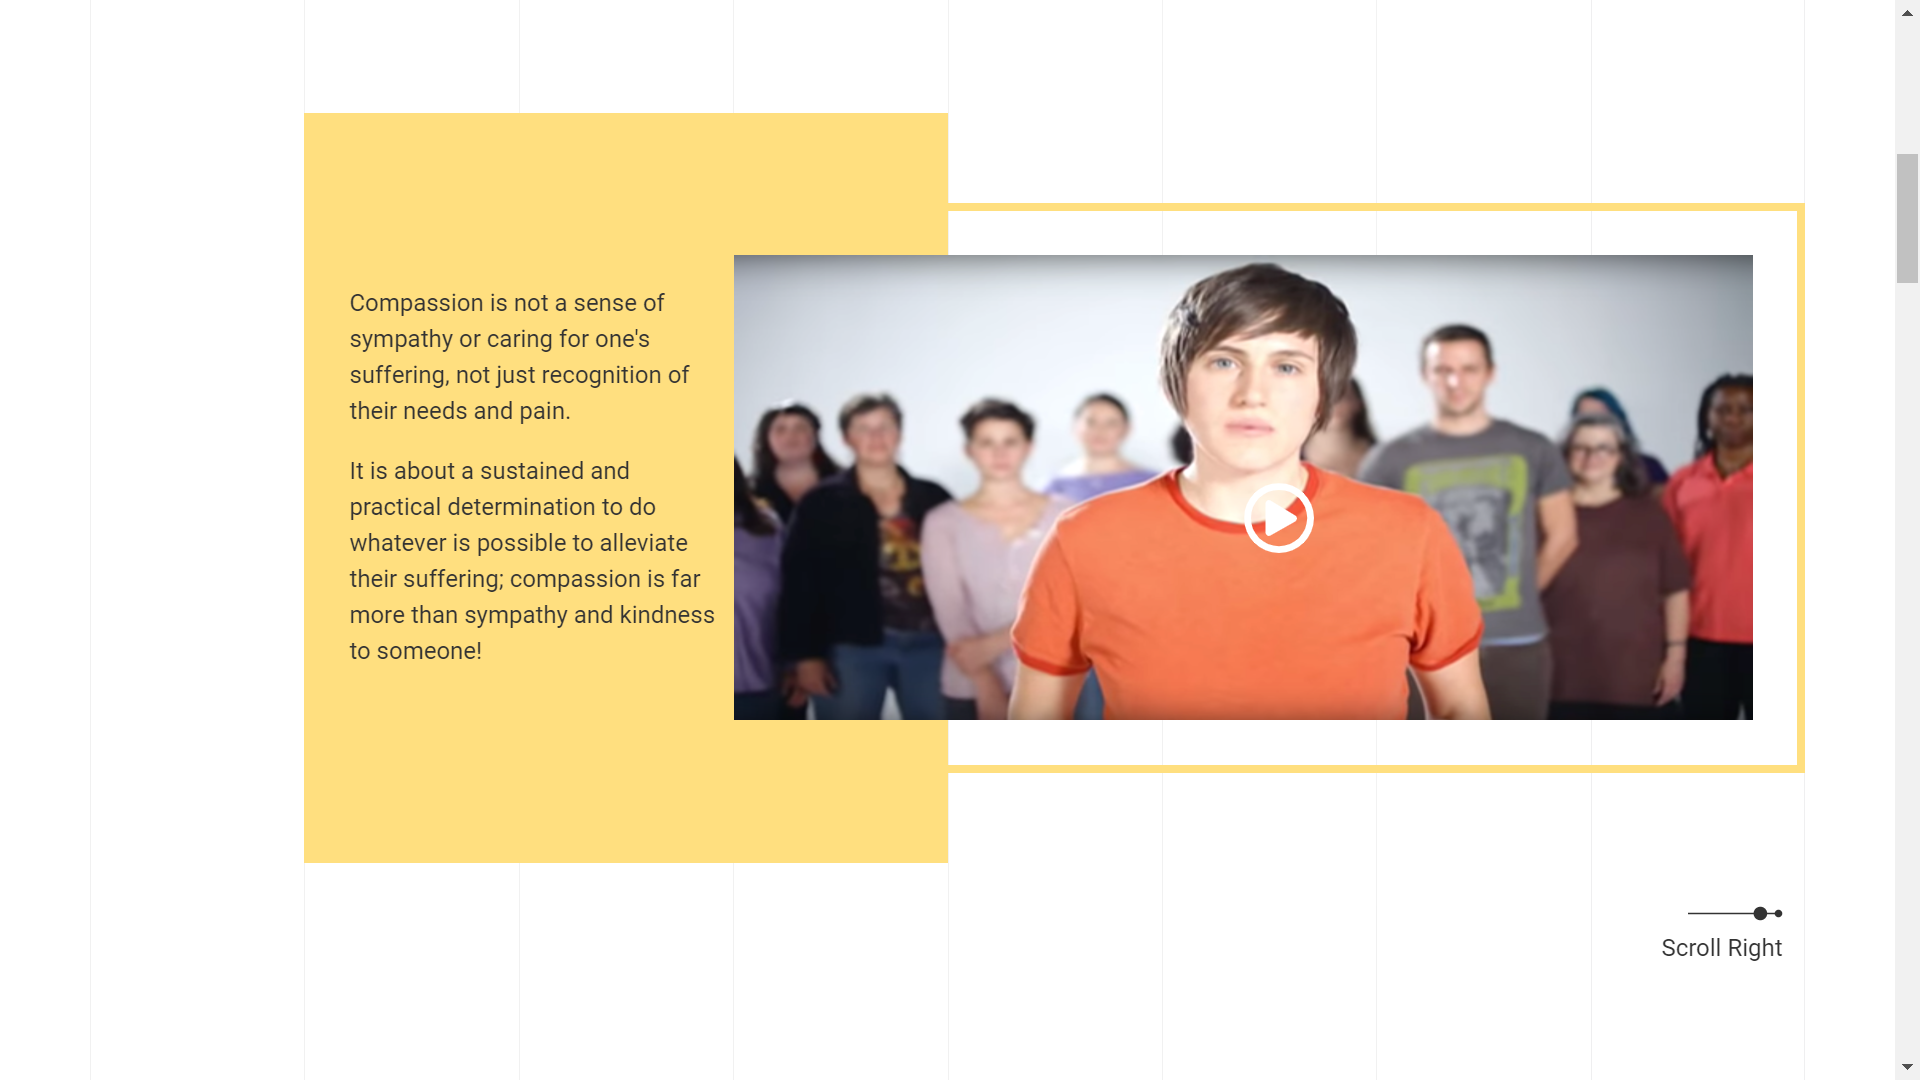 Compassion is not a sense of
sympathy or caring for one's
suffering, not just recognition of
their needs and pain.
It is about a sustained and
practical determination to do
whatever is possible to alleviate
their suffering; compassion is far
more than sympathy and kindness
to someone!
Scroll Right